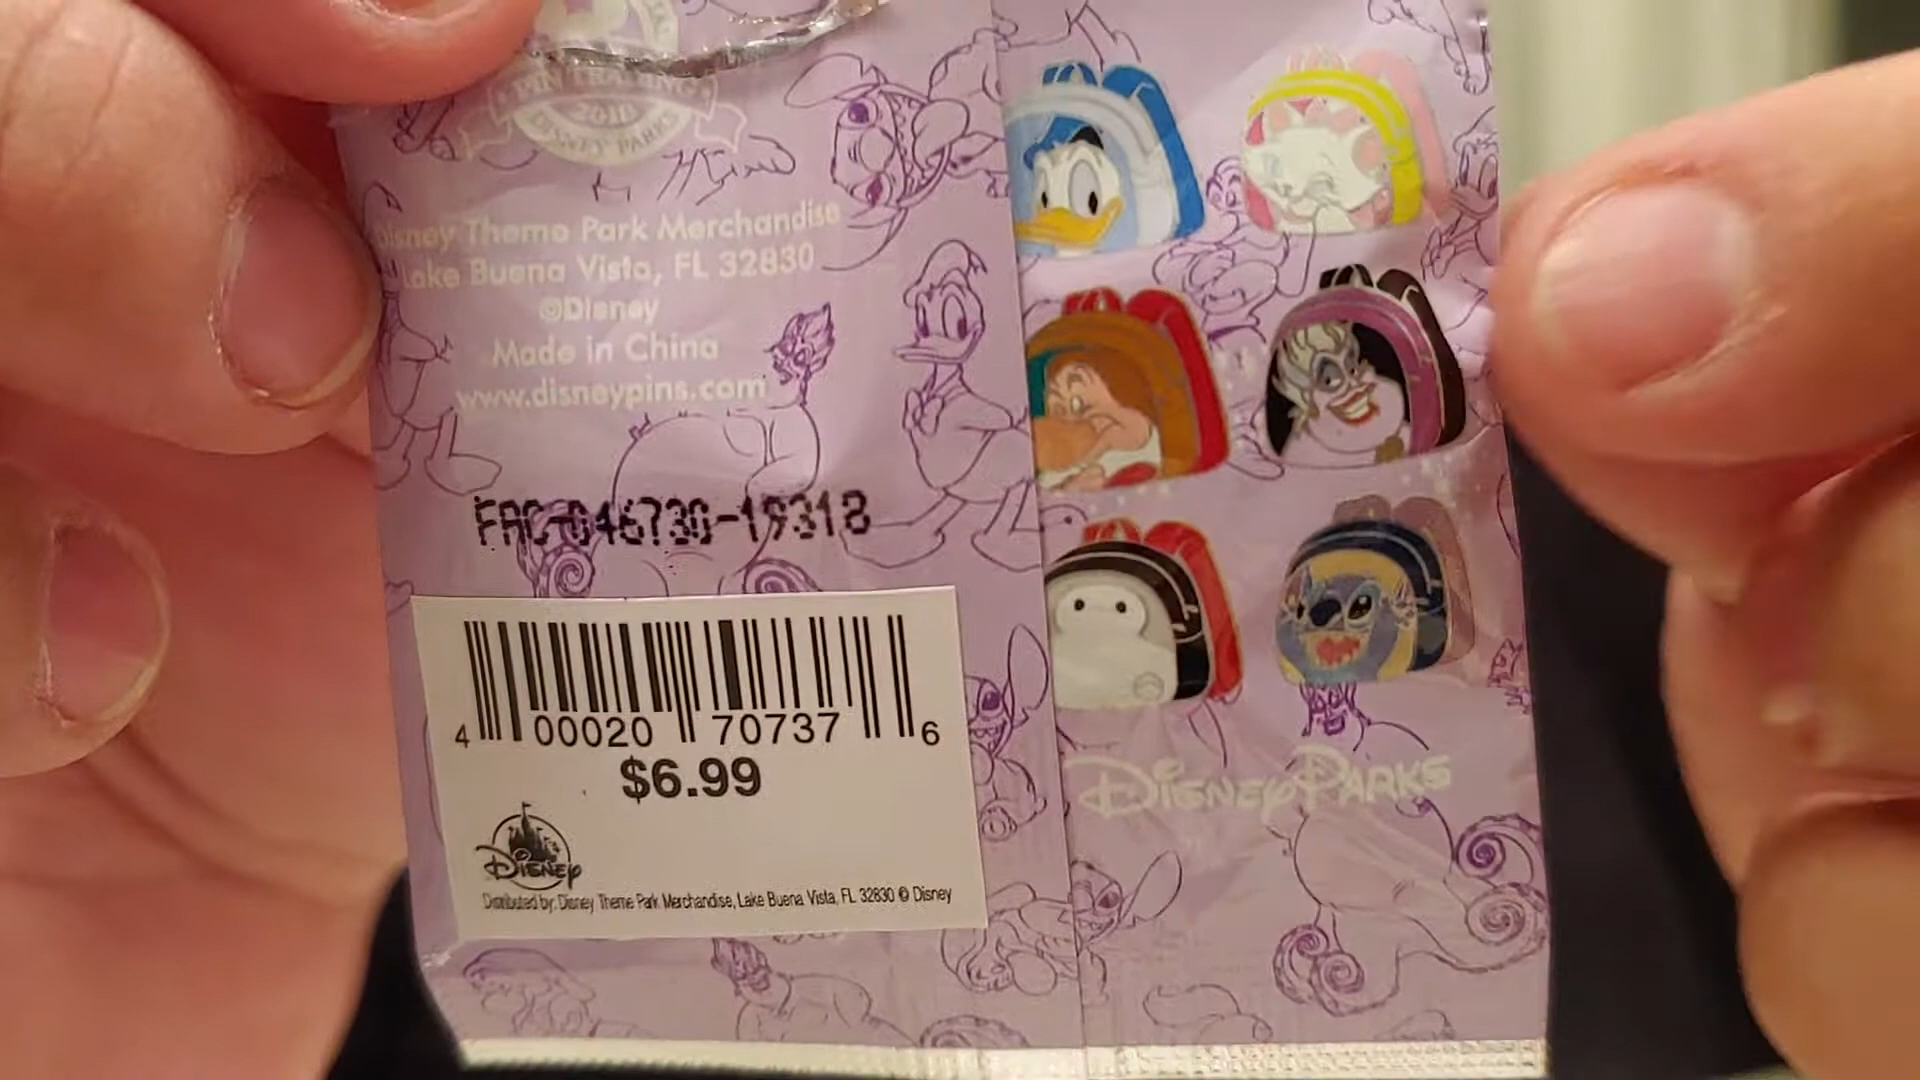 PIN TRADING
2018
DISNEY PARKS
Disney Theme Park Merchandise
Lake Buena Vista, FL 32830
©Disney
Made in China
www.disneypins.com
FAC-046730-19318
4 00020 70737 6
$6.99
Disney
Distributed by: Disney Theme Park Merchandise, Lake Buena Vista, FL 32830 © Disney
Disney Parks